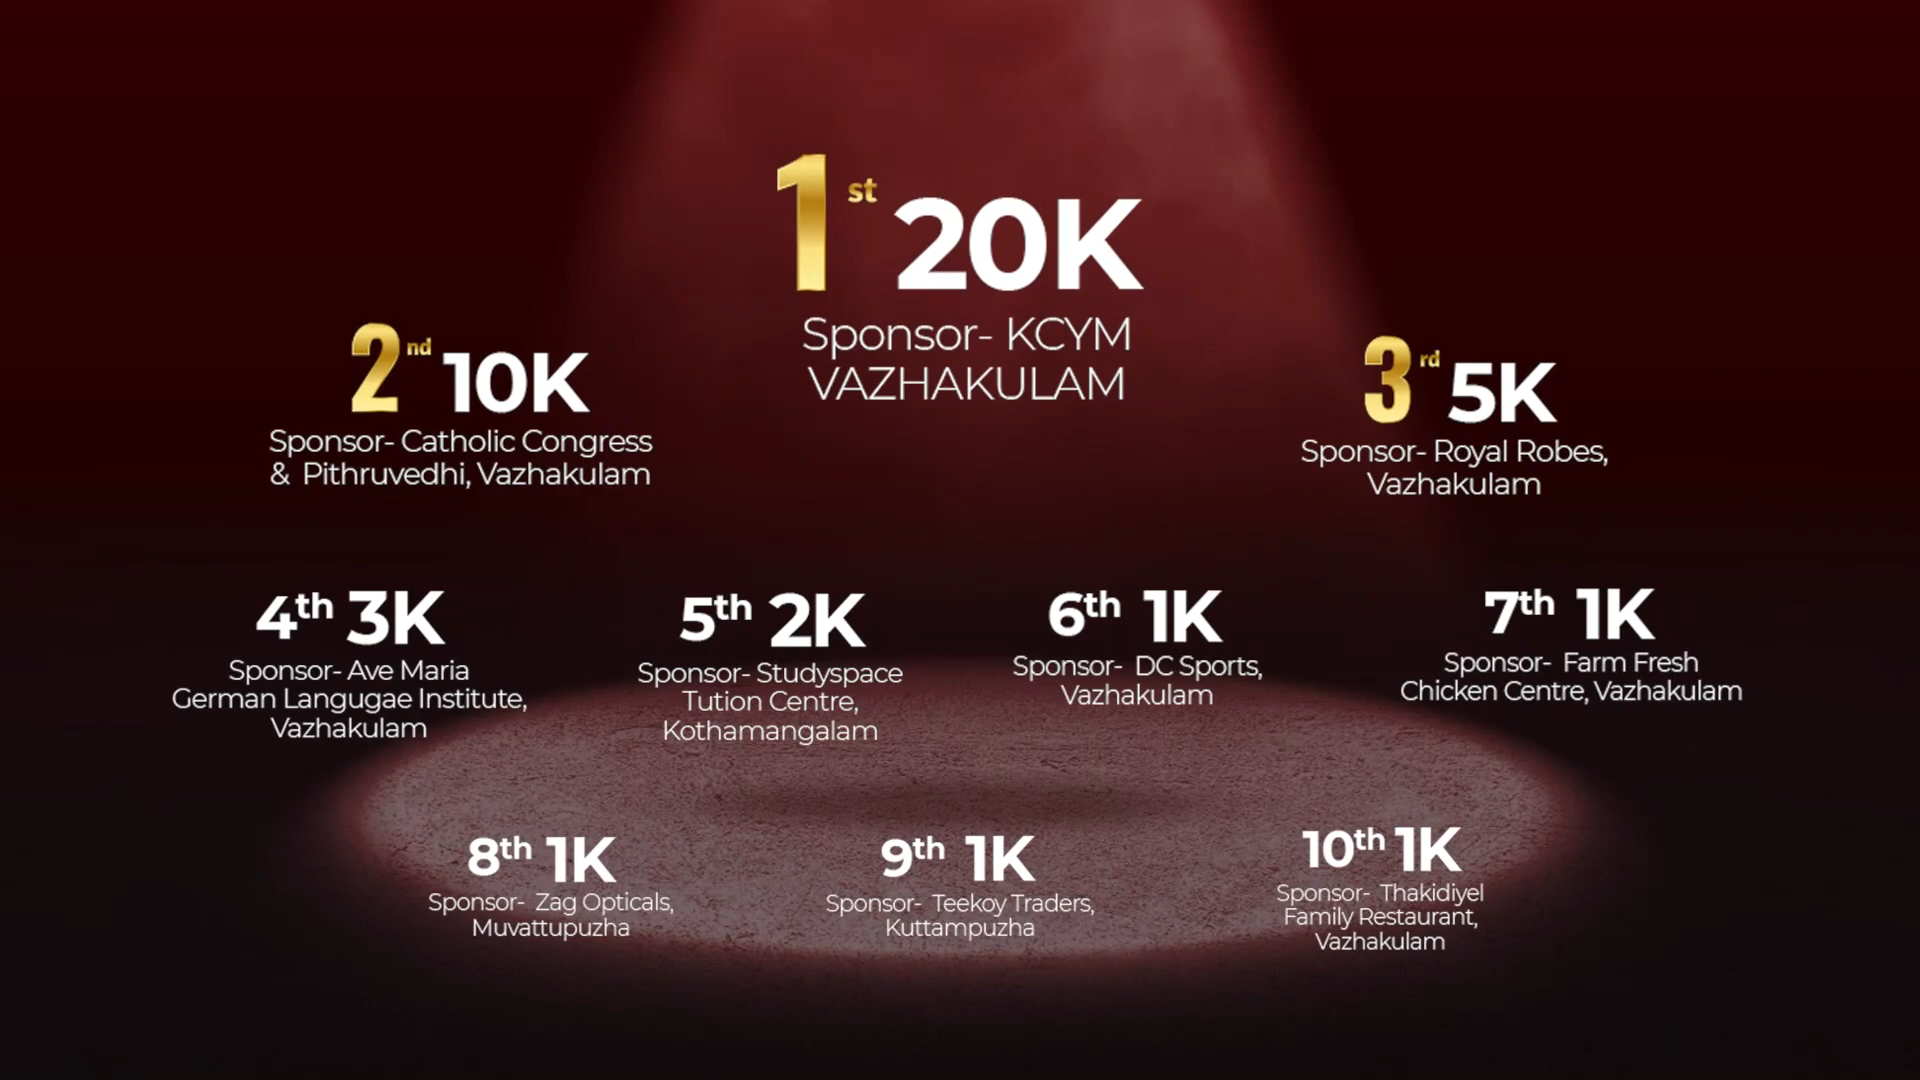 1st 20K
Sponsor- KCYM
VAZHAKULAM
2nd 10K
Sponsor- Catholic Congress
& Pithruvedhi, Vazhakulam
3rd 5K
Sponsor- Royal Robes,
Vazhakulam
4th 3K
Sponsor- Ave Maria
German Langugae Institute,
Vazhakulam
5th 2K
Sponsor- Studyspace
Tution Centre,
Kothamangalam
6th 1K
Sponsor- DC Sports,
Vazhakulam
7th 1K
Sponsor- Farm Fresh
Chicken Centre, Vazhakulam
8th 1K
Sponsor- Zag Opticals,
Muvattupuzha
9th 1K
Sponsor- Teekoy Traders,
Kuttampuzha
10th 1K
Sponsor- Thakidiyel
Family Restaurant,
Vazhakulam